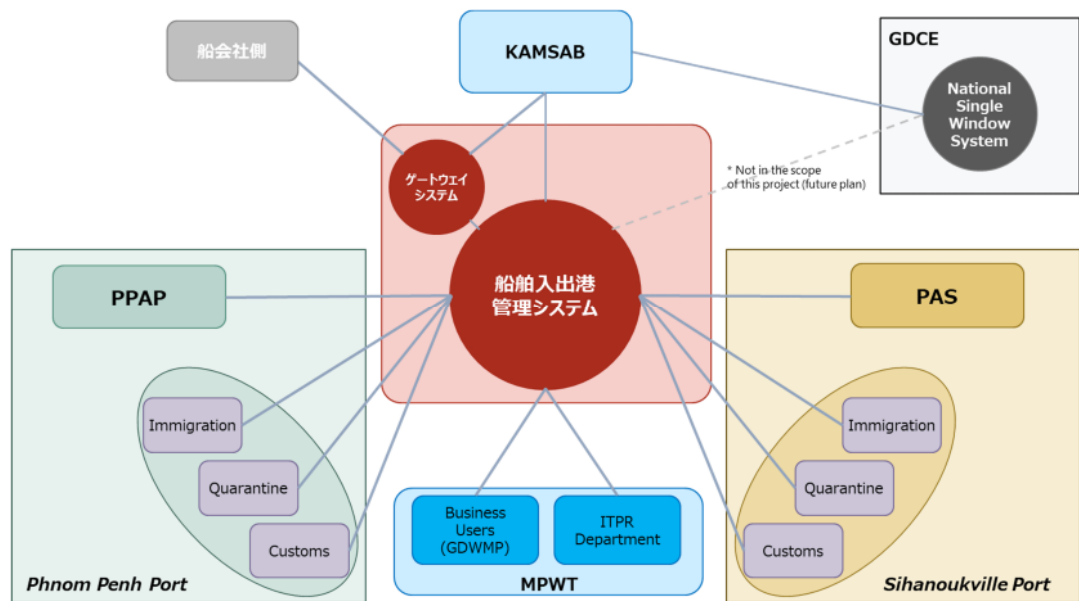 船会社側
KAMSAB
GDCE
National
Single
Window
System
ゲートウェイ
システム
* Not in the scope
of this project (future plan)
船舶入出港
管理システム
PPAP
Immigration
Quarantine
Customs
Phnom Penh Port
Business
Users
(GDWMP)
ITPR
Department
MPWT
PAS
Immigration
Quarantine
Customs
Sihanoukville Port